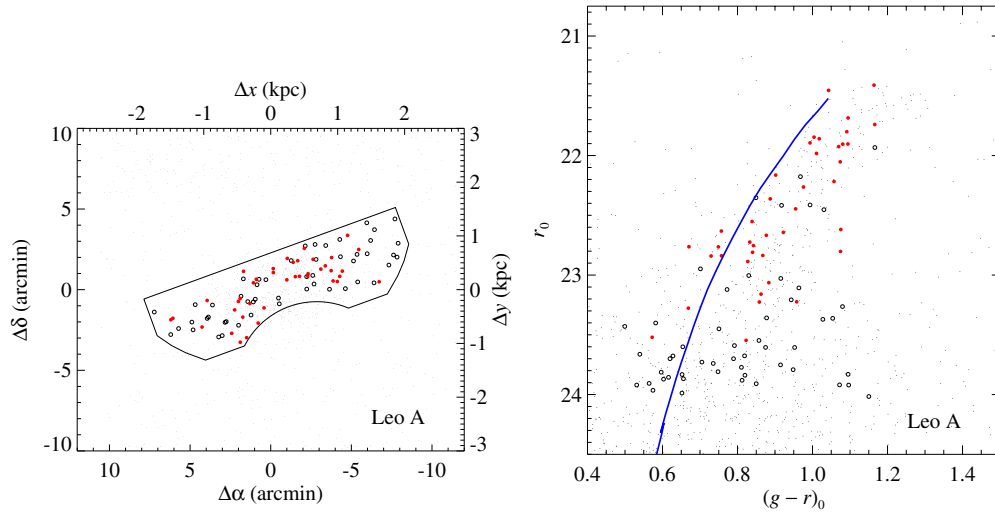 Δx (kpc)
-2 -1 0 1 2
10
5
0
-5
-10
Δδ (arcmin)
3
2
1
0
-1
-2
-3
Δy (kpc)
Leo A
10 5 0 -5 -10
Δα (arcmin)
21
22
23
24
r₀
Leo A
0.4 0.6 0.8 1.0 1.2 1.4
(g − r)₀